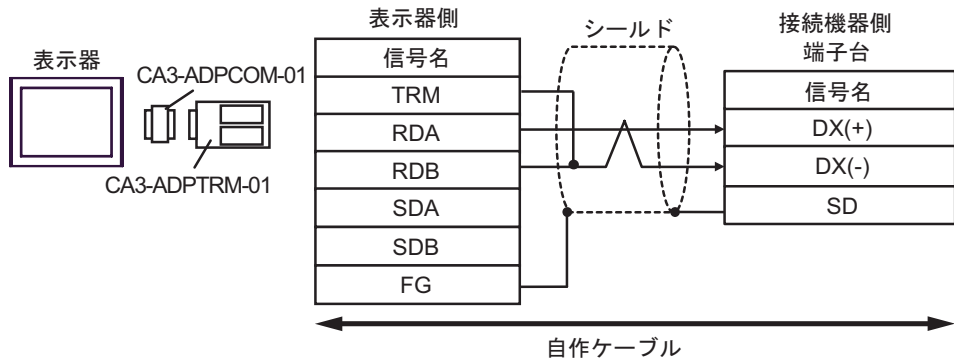 表示器
CA3-ADPCOM-01
CA3-ADPTRM-01
表示器側
信号名
TRM
RDA
RDB
SDA
SDB
FG
シールド
接続機器側
端子台
信号名
DX(+)
DX(-)
SD
自作ケーブル